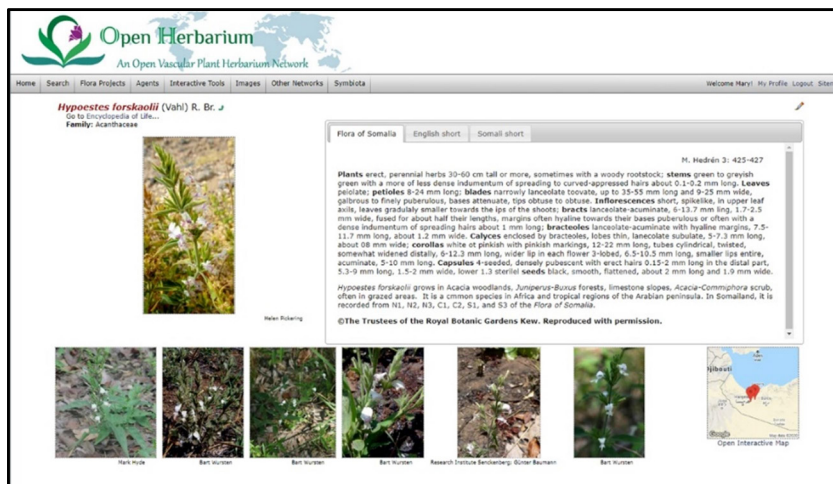 Open Herbarium
An Open Vascular Plant Herbarium Network
Home Search Flora Projects Agents Interactive Tools Images Other Networks Symbiota
Welcome Mary! My Profile Logout Sitem
Hypoestes forskaolii (Vahl) R. Br.
Go to Encyclopedia of Life...
Family: Acanthaceae
Helen Pickering
Flora of Somalia English short Somali short
M. Hedrén 3: 425-427
Plants erect, perennial herbs 30-60 cm tall or more, sometimes with a woody rootstock; stems green to greyish
green with a more of less dense indumentum of spreading to curved-appressed hairs about 0.1-0.2 mm long. Leaves
peiolate; petioles 8-24 mm long; blades narrowly lanceolate toovate, up to 35-55 mm long and 9-25 mm wide,
galbrous to finely puberulous, bases attenuate, tips obtuse to obtuse. Inflorescences short, spikelike, in upper leaf
axils, leaves gradulaly smaller towards the ips of the shoots; bracts lanceolate-acuminate, 6-13.7 mm ling, 1.7-2.5
mm wide, fused for about half their lengths, margins often hyaline towards their bases puberulous or often with a
dense indumentum of spreading hairs about 1 mm long; bracteoles lanceolate-acuminate with hyaline margins, 7.5-
11.7 mm long, about 1.2 mm wide. Calyces enclosed by bracteoles, lobes thin, lanceolate subulate, 5-7.3 mm long,
about 08 mm wide; corollas white ot pinkish with pinkish markings, 12-22 mm long, tubes cylindrical, twisted,
somewhat widened distally, 6-12.3 mm long, wider lip in each flower 3-lobed, 6.5-10.5 mm long, smaller lips entire,
acuminate, 5-10 mm long. Capsules 4-seeded, densely pubescent with erect hairs 0.15-2 mm long in the distal part,
5.3-9 mm long, 1.5-2 mm wide, lower 1.3 sterilel seeds black, smooth, flattened, about 2 mm long and 1.9 mm wide.
Hypoestes forskaolii grows in Acacia woodlands, Juniperus-Buxus forests, limestone slopes, Acacia-Commiphora scrub,
often in grazed areas. It is a cmmon species in Africa and tropical regions of the Arabian peninsula. In Somailand, it is
recorded from N1, N2, N3, C1, C2, S1, and S3 of the Flora of Somalia.
©The Trustees of the Royal Botanic Gardens Kew. Reproduced with permission.
Mark Hyde
Bart Wursten
Bart Wursten
Bart Wursten
Research Institute Senckenberg: Günter Baumann
Bart Wursten
Djibouti
Google
Open Interactive Map